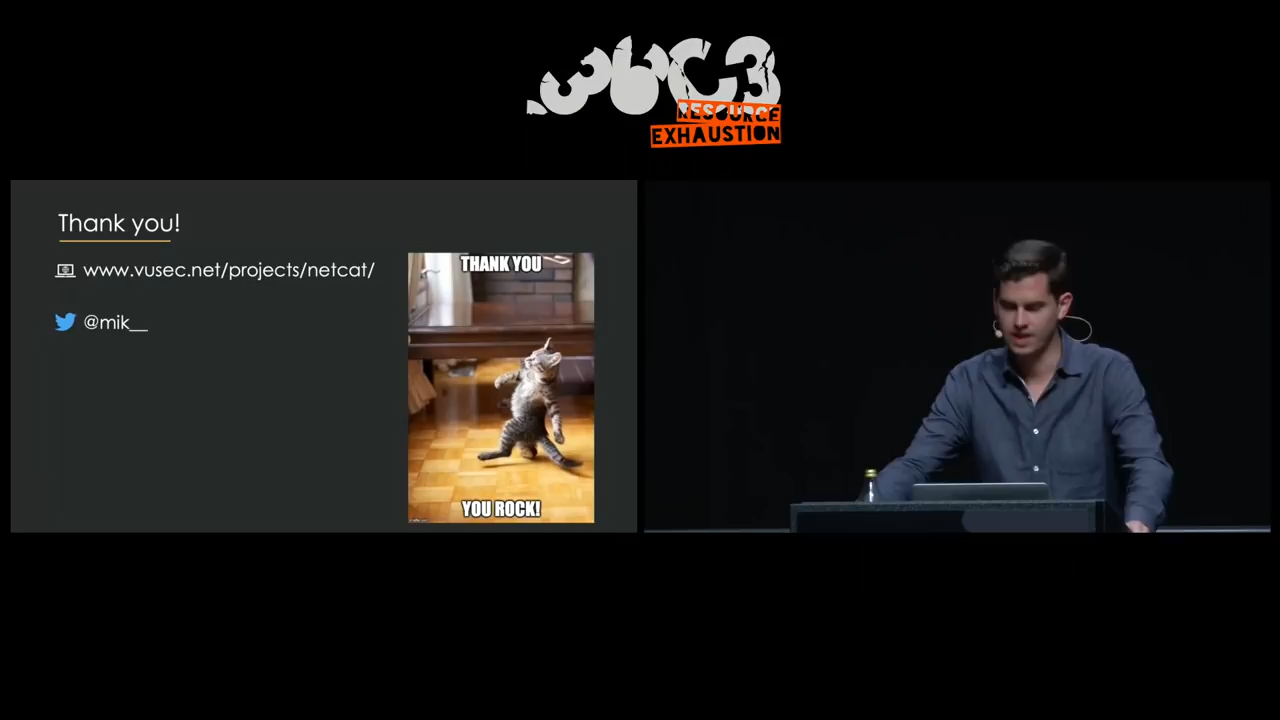 36C3
RESOURCE
EXHAUSTION
Thank you!
www.vusec.net/projects/netcat/
@mik__
THANK YOU
YOU ROCK!